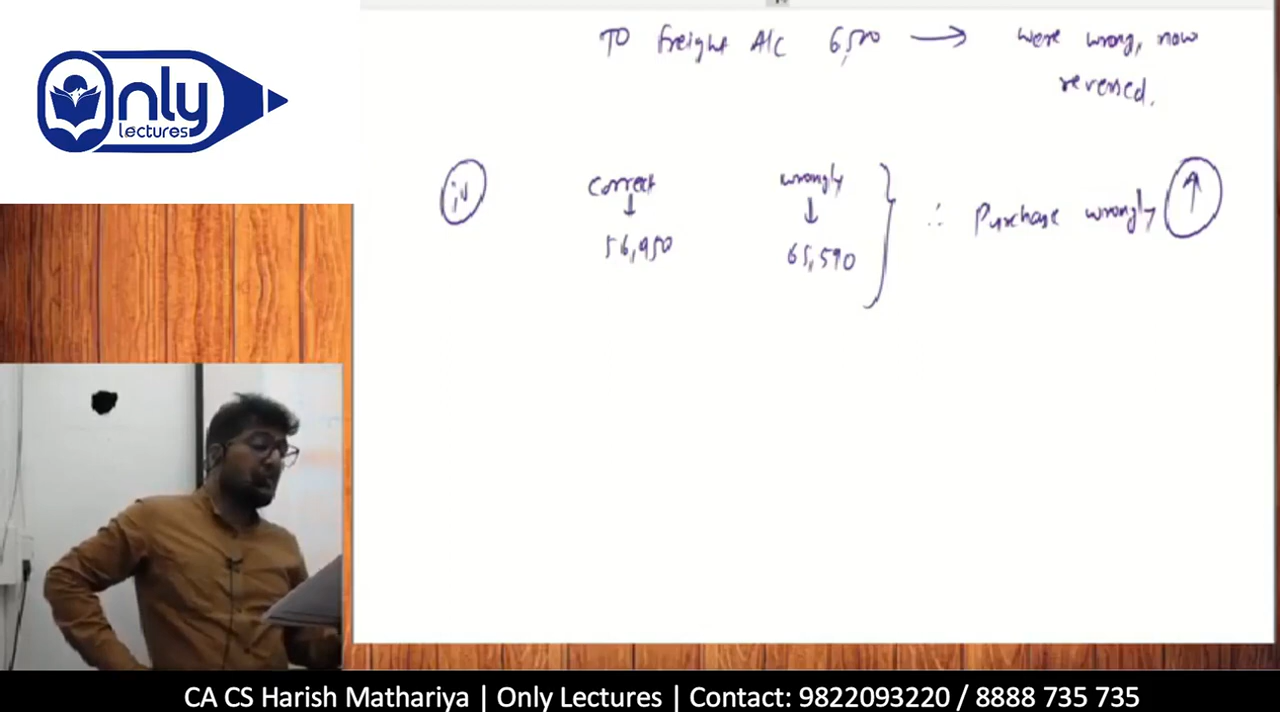 Only
Lectures
TO Freight A/C 6,500 → were wrong, now
reversed.
iv
correct wrongly
↓ ↓
56,950 65,590
∴ Purchase wrongly ↑
CA CS Harish Mathariya | Only Lectures | Contact: 9822093220 / 8888 735 735